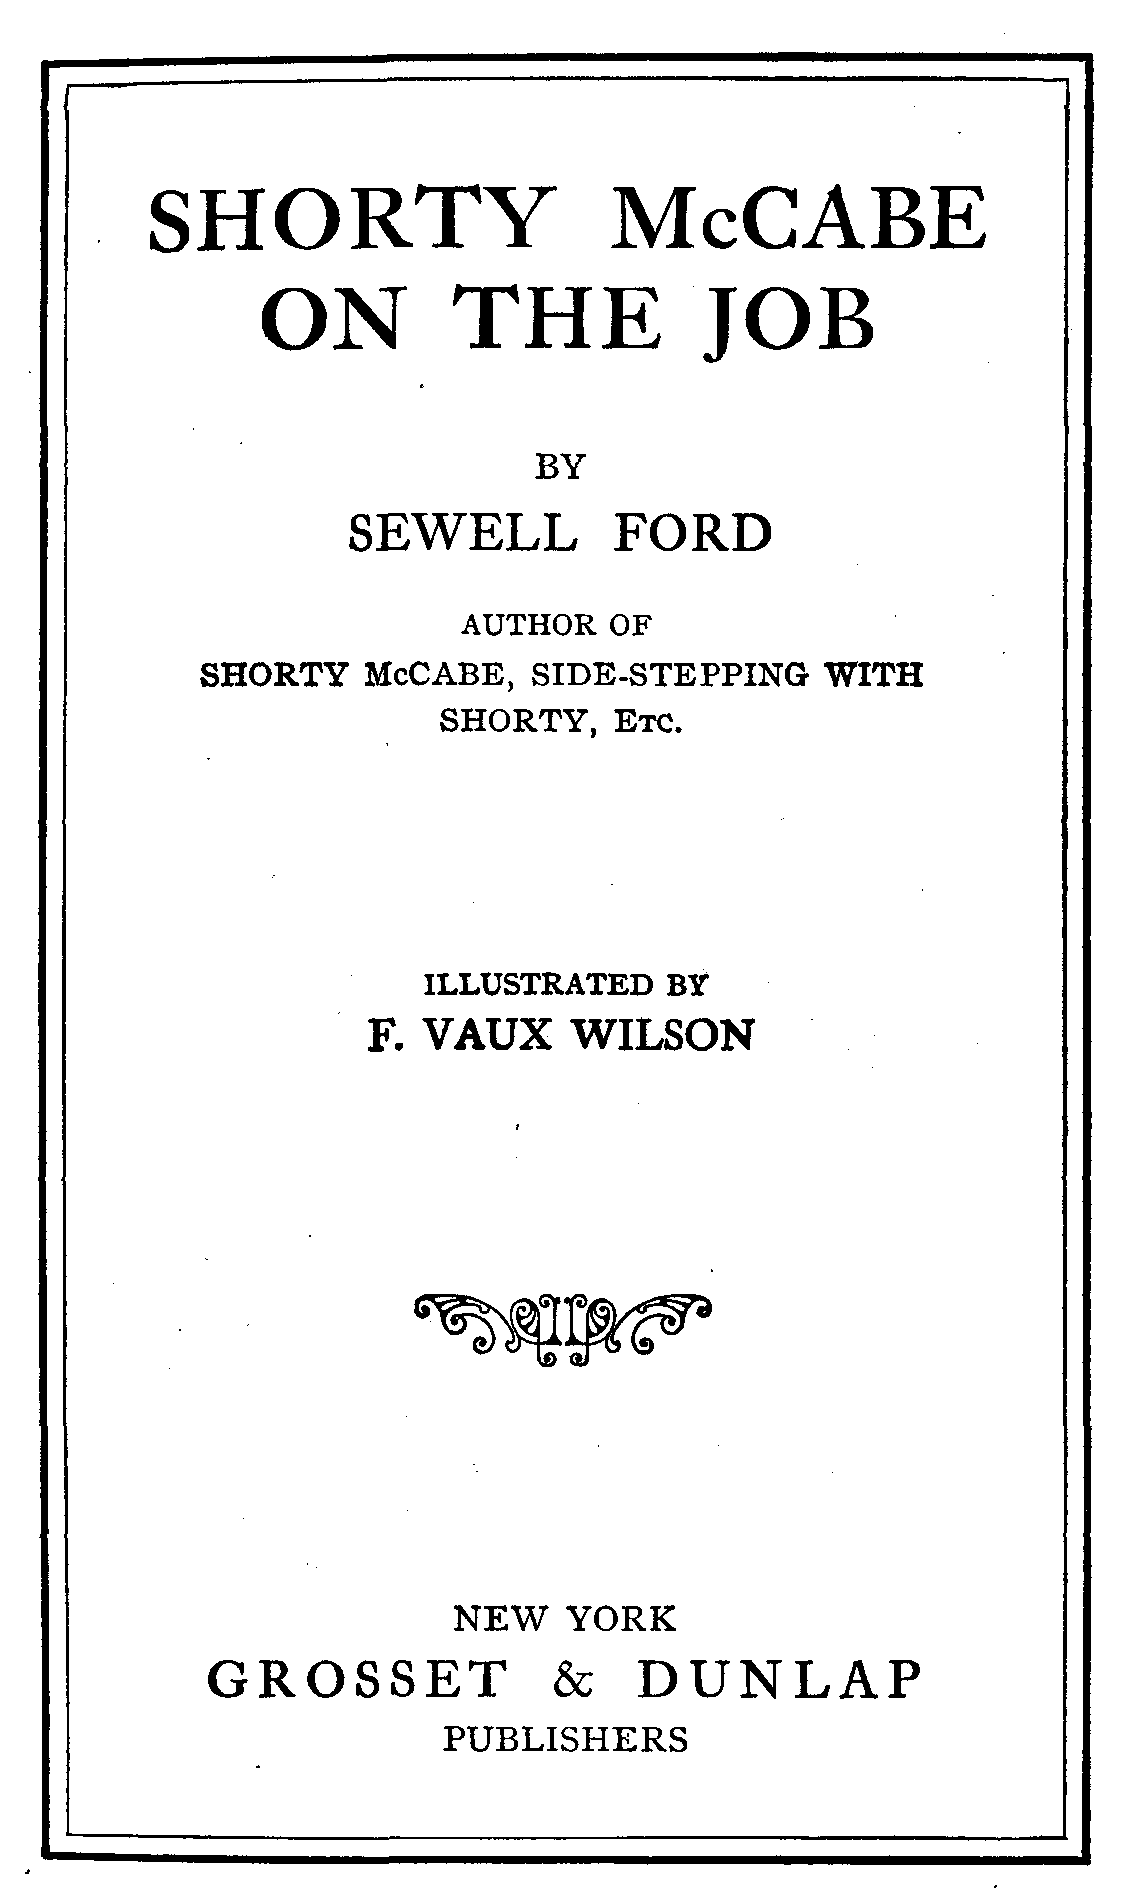 SHORTY McCABE
ON THE JOB
BY
SEWELL FORD
AUTHOR OF
SHORTY McCABE, SIDE-STEPPING WITH
SHORTY, ETC.
ILLUSTRATED BY
F. VAUX WILSON
NEW YORK
GROSSET & DUNLAP
PUBLISHERS